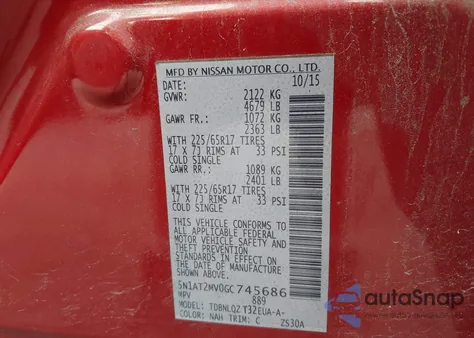 MFD BY NISSAN MOTOR CO., LTD.
DATE: 10/15
GVWR: 2122 KG
4679 LB
GAWR FR.: 1072 KG
2363 LB
WITH 225/65R17 TIRES
17 X 7J RIMS AT 33 PSI
COLD SINGLE
GAWR RR.: 1089 KG
2401 LB
WITH 225/65R17 TIRES
17 X 7J RIMS AT 33 PSI
COLD SINGLE
THIS VEHICLE CONFORMS TO
ALL APPLICABLE FEDERAL
MOTOR VEHICLE SAFETY
AND THEFT PREVENTION
STANDARDS IN EFFECT
ON THE DATE OF MANUFACTURE
SHOWN ABOVE.
5N1AT2MV0GC745686
MPV 889
MODEL: TDBNLQZ T32EUA-A-
COLOR: NAH TRIM: C ZS30A
autoSnap